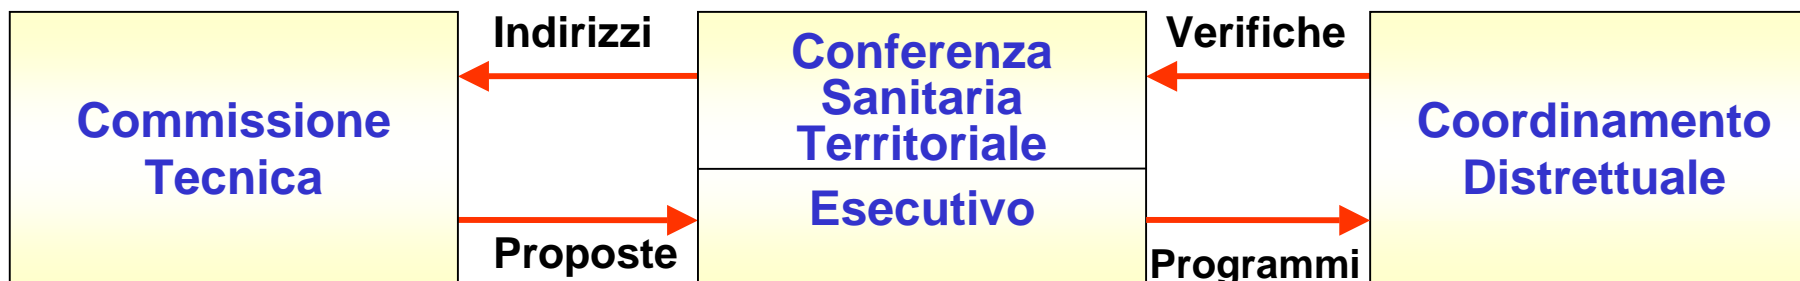 Commissione
Tecnica
Indirizzi
Proposte
Conferenza
Sanitaria
Territoriale
Esecutivo
Verifiche
Programmi
Coordinamento
Distrettuale